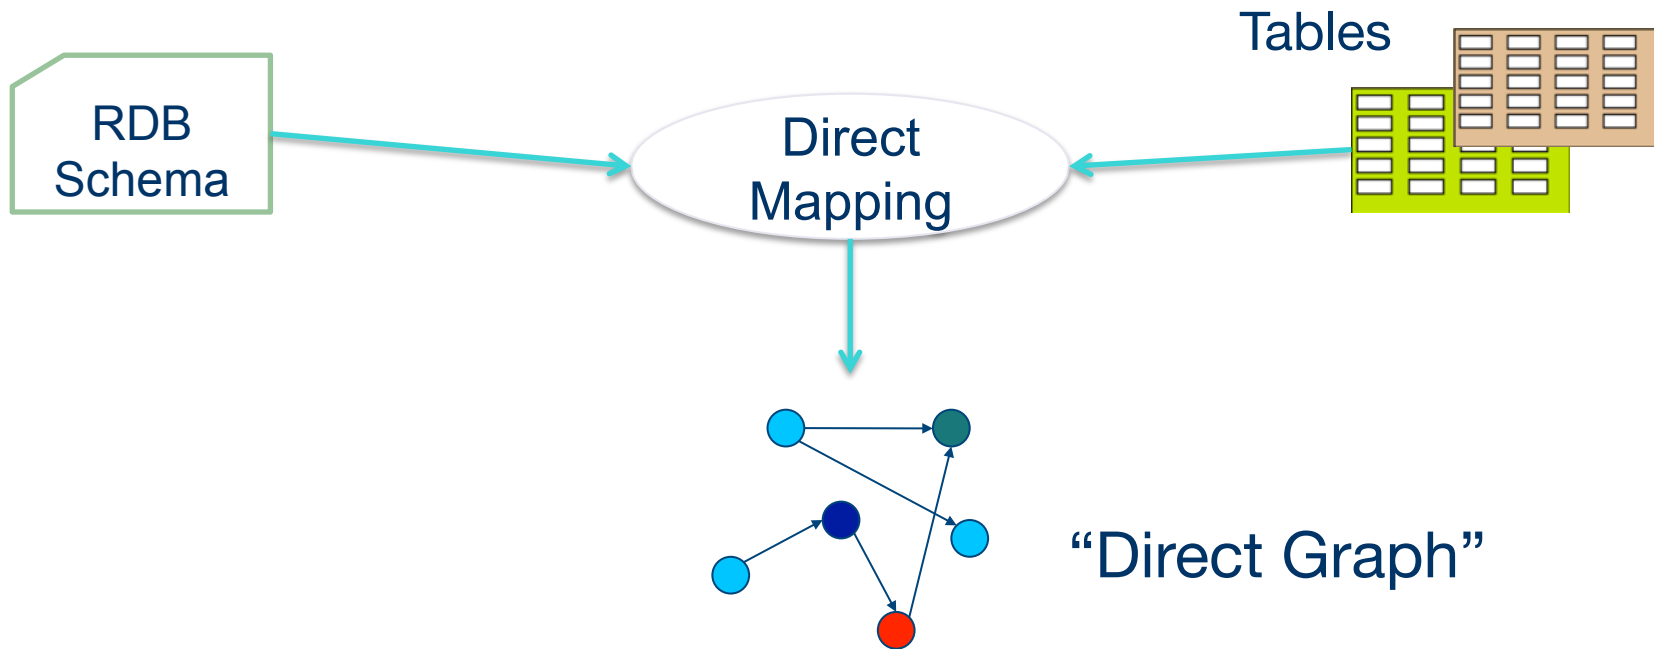 Tables
RDB
Schema
Direct
Mapping
“Direct Graph”